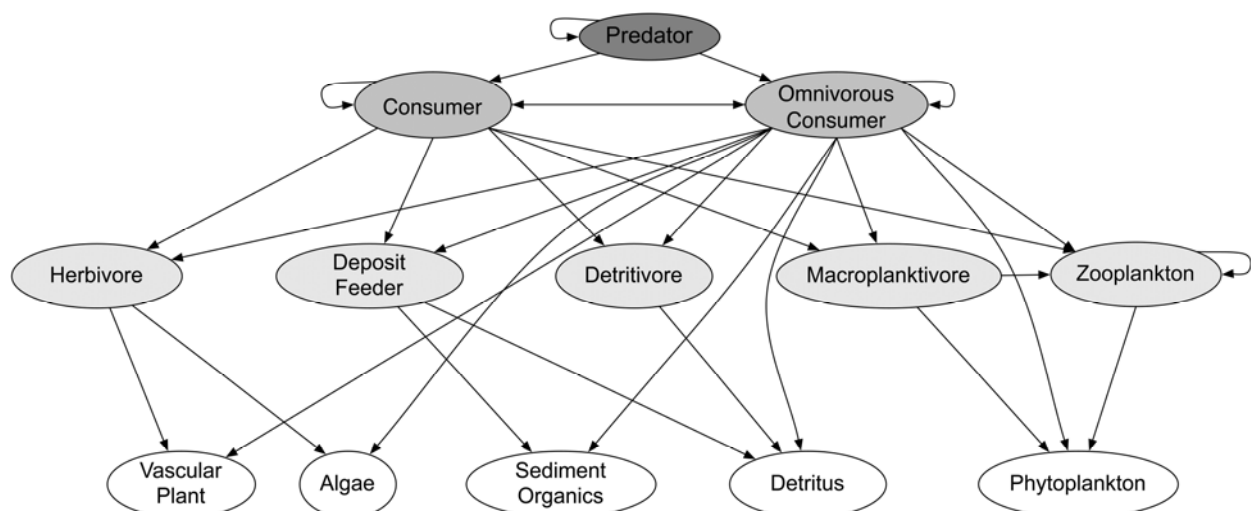 Predator
Consumer
Omnivorous
Consumer
Herbivore
Deposit
Feeder
Detritivore
Macroplanktivore
Zooplankton
Vascular
Plant
Algae
Sediment
Organics
Detritus
Phytoplankton